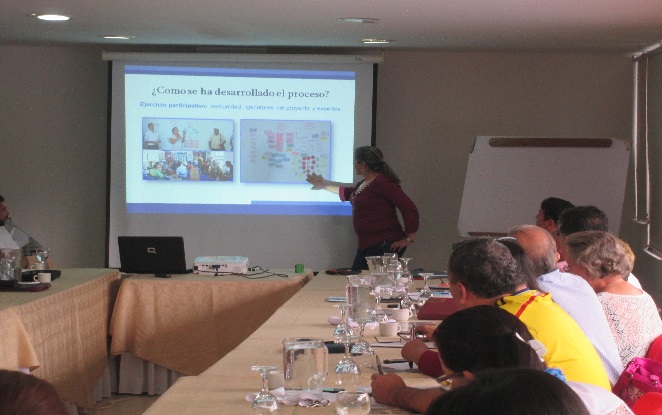 ¿Como se ha desarrollado el proceso?
Ejercicio participativo: comunidad, operadores del proyecto y expertos